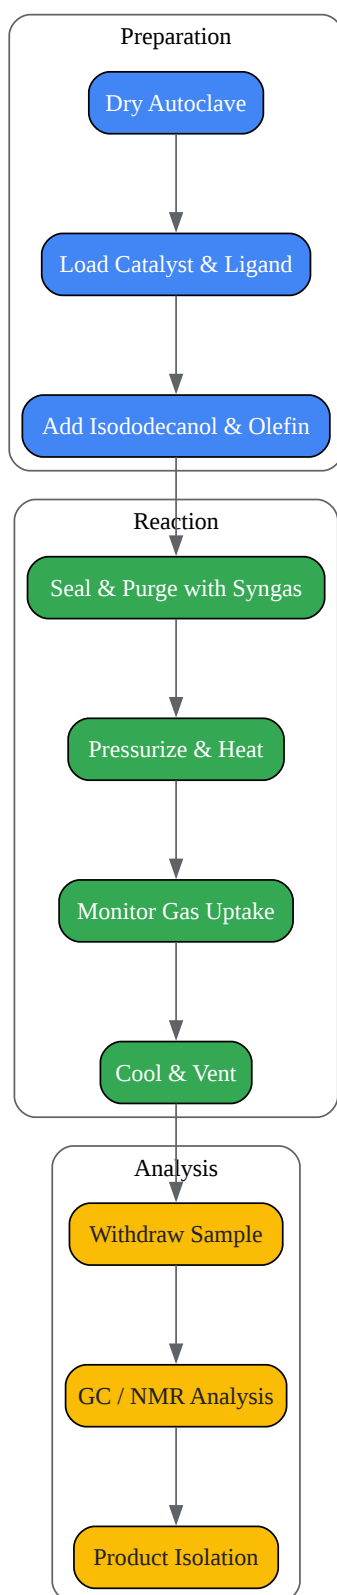 Preparation
Dry Autoclave
Load Catalyst & Ligand
Add Isododecanol & Olefin
Reaction
Seal & Purge with Syngas
Pressurize & Heat
Monitor Gas Uptake
Cool & Vent
Analysis
Withdraw Sample
GC / NMR Analysis
Product Isolation